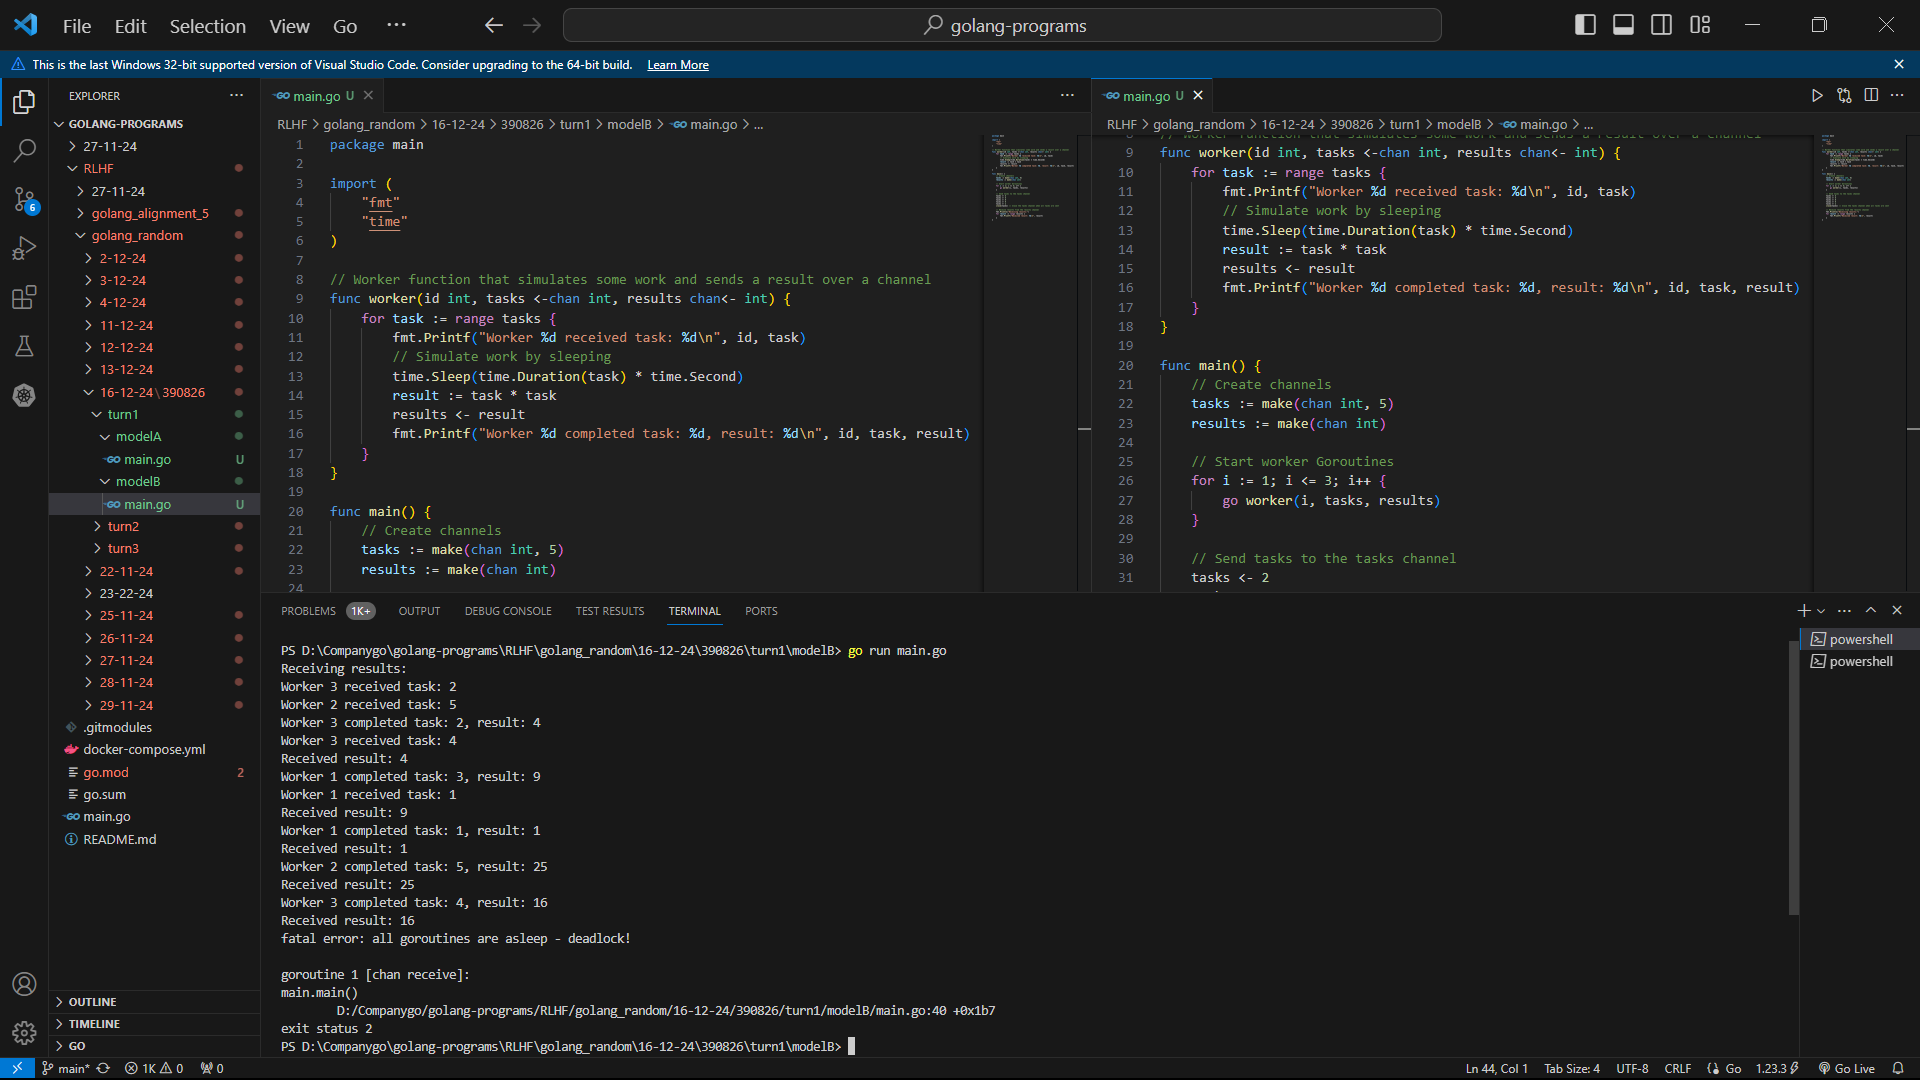 File Edit Selection View Go ···
golang-programs
This is the last Windows 32-bit supported version of Visual Studio Code. Consider upgrading to the 64-bit build. Learn More
EXPLORER ···
GOLANG-PROGRAMS
27-11-24
RLHF
27-11-24
golang_alignment_5
golang_random
2-12-24
3-12-24
4-12-24
11-12-24
12-12-24
13-12-24
16-12-24\390826
turn1
modelA
main.go U
modelB
main.go U
turn2
turn3
22-11-24
23-22-24
25-11-24
26-11-24
27-11-24
28-11-24
29-11-24
.gitmodules
docker-compose.yml
go.mod 2
go.sum
main.go
README.md
OUTLINE
TIMELINE
GO
6
main.go U
RLHF > golang_random > 16-12-24 > 390826 > turn1 > modelB > main.go > ...
1 package main
2
3 import (
4 "fmt"
5 "time"
6 )
7
8 // Worker function that simulates some work and sends a result over a channel
9 func worker(id int, tasks <-chan int, results chan<- int) {
10 for task := range tasks {
11 fmt.Printf("Worker %d received task: %d\n", id, task)
12 // Simulate work by sleeping
13 time.Sleep(time.Duration(task) * time.Second)
14 result := task * task
15 results <- result
16 fmt.Printf("Worker %d completed task: %d, result: %d\n", id, task, result)
17 }
18 }
19
20 func main() {
21 // Create channels
22 tasks := make(chan int, 5)
23 results := make(chan int)
24
main.go U
RLHF > golang_random > 16-12-24 > 390826 > turn1 > modelB > main.go > ...
8 // Worker function that simulates some work and sends a result over a channel
9 func worker(id int, tasks <-chan int, results chan<- int) {
10 for task := range tasks {
11 fmt.Printf("Worker %d received task: %d\n", id, task)
12 // Simulate work by sleeping
13 time.Sleep(time.Duration(task) * time.Second)
14 result := task * task
15 results <- result
16 fmt.Printf("Worker %d completed task: %d, result: %d\n", id, task, result)
17 }
18 }
19
20 func main() {
21 // Create channels
22 tasks := make(chan int, 5)
23 results := make(chan int)
24
25 // Start worker Goroutines
26 for i := 1; i <= 3; i++ {
27 go worker(i, tasks, results)
28 }
29
30 // Send tasks to the tasks channel
31 tasks <- 2
PROBLEMS 1K+ OUTPUT DEBUG CONSOLE TEST RESULTS TERMINAL PORTS
powershell
powershell
PS D:\Companygo\golang-programs\RLHF\golang_random\16-12-24\390826\turn1\modelB> go run main.go
Receiving results:
Worker 3 received task: 2
Worker 2 received task: 5
Worker 3 completed task: 2, result: 4
Worker 3 received task: 4
Received result: 4
Worker 1 completed task: 3, result: 9
Worker 1 received task: 1
Received result: 9
Worker 1 completed task: 1, result: 1
Received result: 1
Worker 2 completed task: 5, result: 25
Received result: 25
Worker 3 completed task: 4, result: 16
Received result: 16
fatal error: all goroutines are asleep - deadlock!
goroutine 1 [chan receive]:
main.main()
D:/Companygo/golang-programs/RLHF/golang_random/16-12-24/390826/turn1/modelB/main.go:40 +0x1b7
exit status 2
PS D:\Companygo\golang-programs\RLHF\golang_random\16-12-24\390826\turn1\modelB>
main* 1K 0 0 Ln 44, Col 1 Tab Size: 4 UTF-8 CRLF Go 1.23.3 Go Live